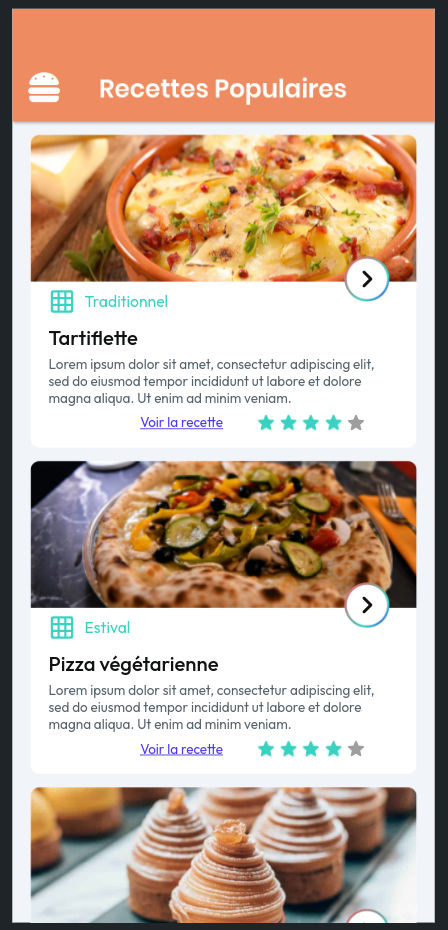 Recettes Populaires
Traditionnel
Tartiflette
Lorem ipsum dolor sit amet, consectetur adipiscing elit,
sed do eiusmod tempor incididunt ut labore et dolore
magna aliqua. Ut enim ad minim veniam.
Voir la recette
Estival
Pizza végétarienne
Lorem ipsum dolor sit amet, consectetur adipiscing elit,
sed do eiusmod tempor incididunt ut labore et dolore
magna aliqua. Ut enim ad minim veniam.
Voir la recette